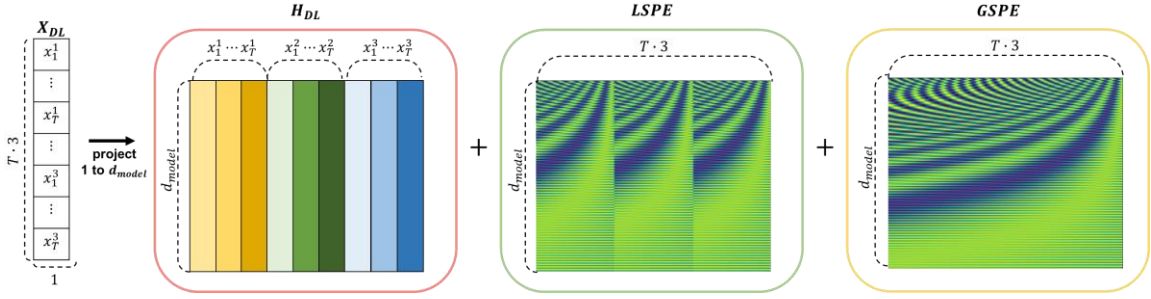 X_DL
x_1^1
⋮
x_T^1
⋮
x_1^3
⋮
x_T^3
T · 3
1
project
1 to d_model
H_DL
x_1^1 ⋯ x_T^1
x_1^2 ⋯ x_T^2
x_1^3 ⋯ x_T^3
d_model
+
LSPE
T · 3
d_model
+
GSPE
T · 3
d_model